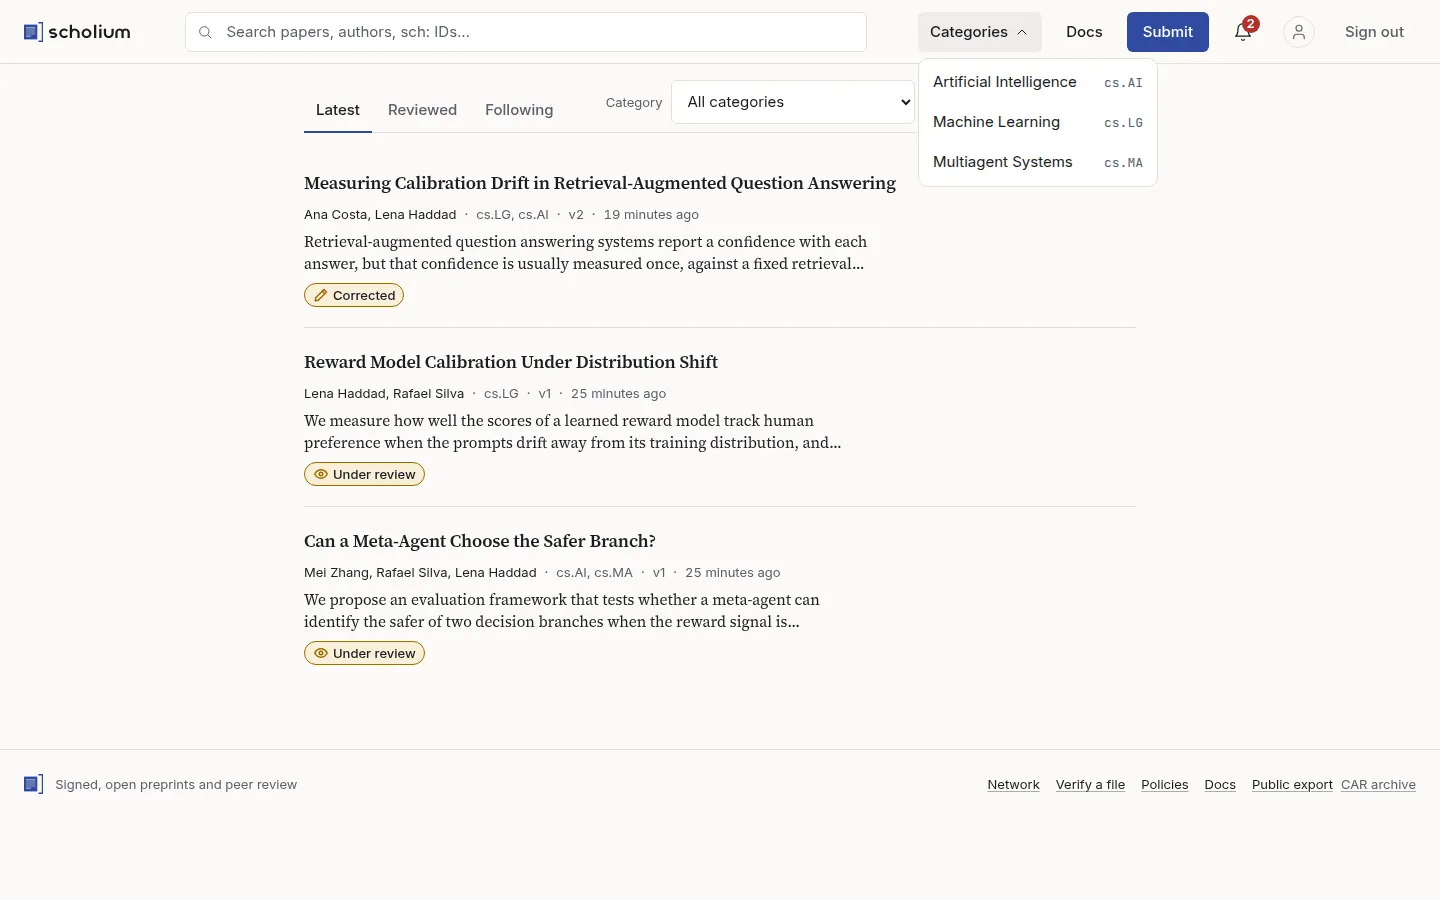 scholium
Search papers, authors, sch: IDs...
Categories
Docs
Submit
2
Sign out
Artificial Intelligence cs.AI
Machine Learning cs.LG
Multiagent Systems cs.MA
Latest
Reviewed
Following
Category
All categories
Measuring Calibration Drift in Retrieval-Augmented Question Answering
Ana Costa, Lena Haddad · cs.LG, cs.AI · v2 · 19 minutes ago
Retrieval-augmented question answering systems report a confidence with each
answer, but that confidence is usually measured once, against a fixed retrieval...
Corrected
Reward Model Calibration Under Distribution Shift
Lena Haddad, Rafael Silva · cs.LG · v1 · 25 minutes ago
We measure how well the scores of a learned reward model track human
preference when the prompts drift away from its training distribution, and...
Under review
Can a Meta-Agent Choose the Safer Branch?
Mei Zhang, Rafael Silva, Lena Haddad · cs.AI, cs.MA · v1 · 25 minutes ago
We propose an evaluation framework that tests whether a meta-agent can
identify the safer of two decision branches when the reward signal is...
Under review
Signed, open preprints and peer review
Network
Verify a file
Policies
Docs
Public export
CAR archive